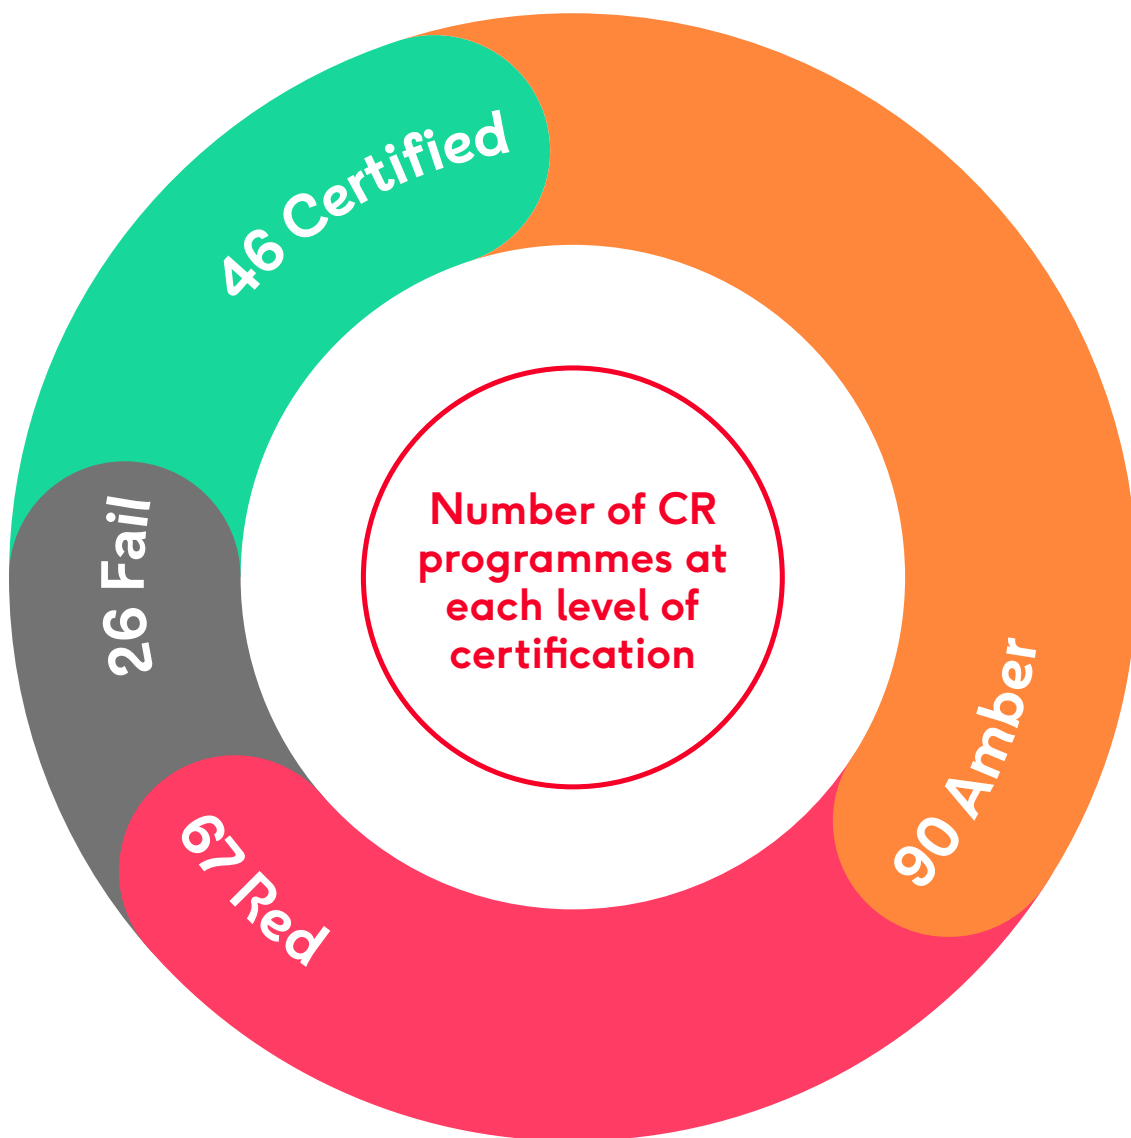 46 Certified
26 Fail
67 Red
90 Amber
Number of CR
programmes at
each level of
certification